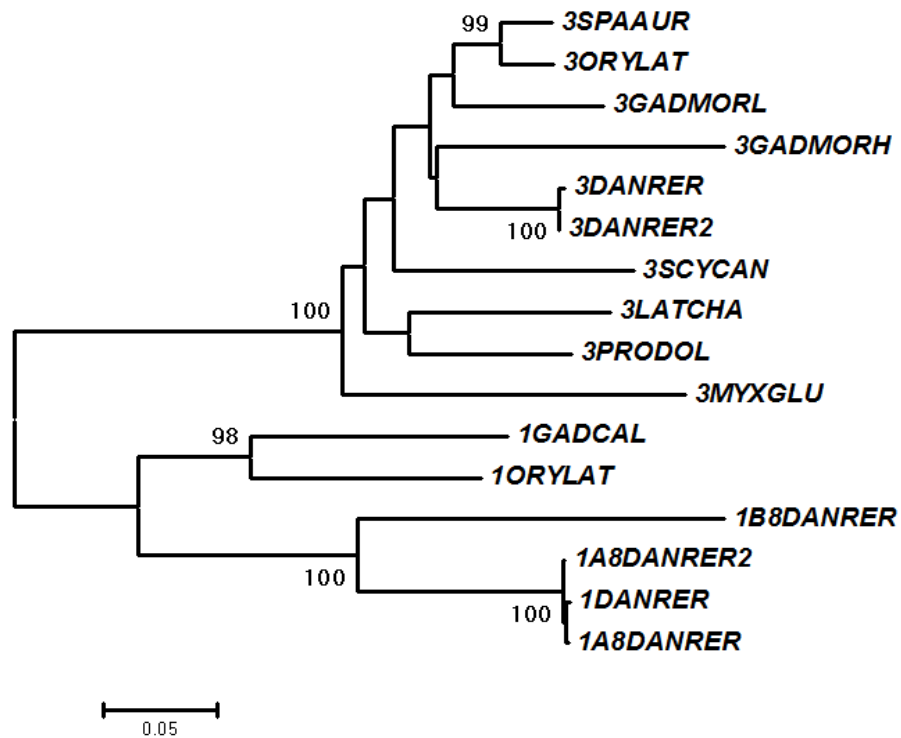 99
3SPAAUR
3ORYLAT
3GADMORL
3GADMORH
3DANRER
100
3DANRER2
3SCYCAN
100
3LATCHA
3PRODOL
3MYXGLU
98
1GADCAL
1ORYLAT
1B8DANRER
1A8DANRER2
100
1DANRER
100
1A8DANRER
0.05